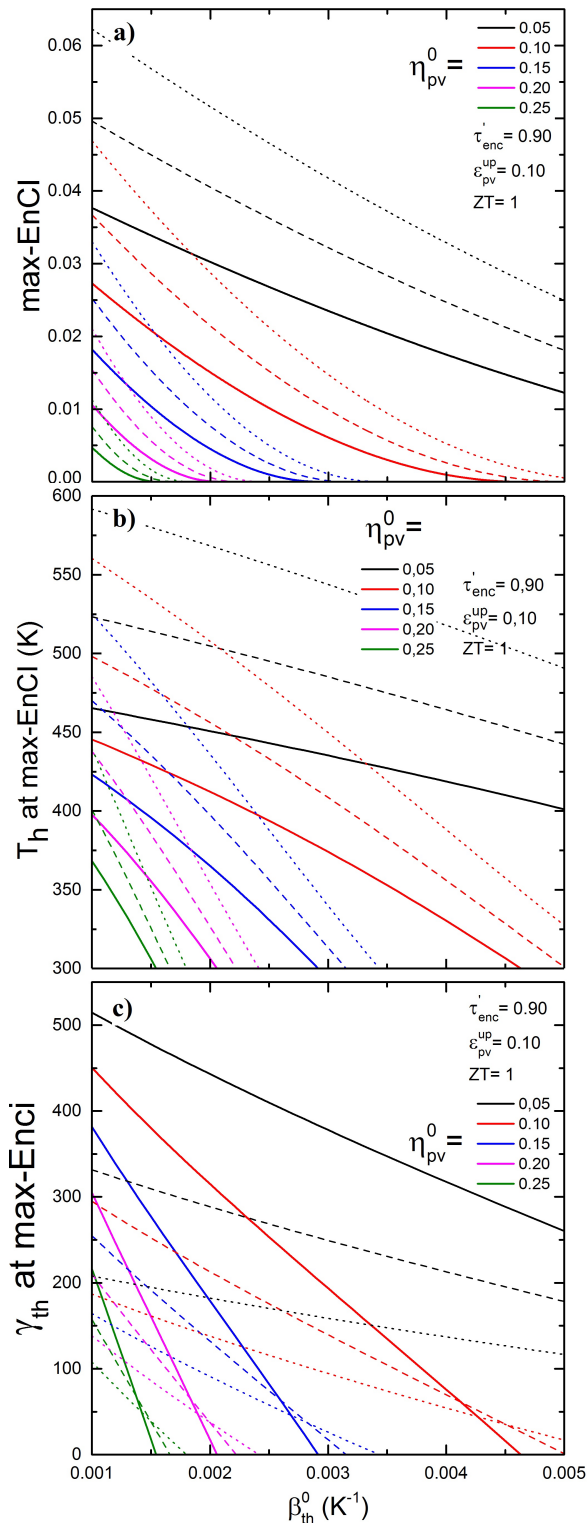 a)
max-EnCI
0.06
0.05
0.04
0.03
0.02
0.01
0.00
η⁰pv=
0.05
0.10
0.15
0.20
0.25
τ'enc= 0.90
εᵘᵖpv= 0.10
ZT= 1
b)
Th at max-EnCI (K)
600
550
500
450
400
350
300
η⁰pv=
0,05
0,10
0,15
0,20
0,25
τ'enc= 0,90
εᵘᵖpv= 0,10
ZT= 1
c)
γth at max-Enci
500
400
300
200
100
0
τ'enc= 0.90
εᵘᵖpv= 0.10
ZT= 1
η⁰pv=
0,05
0.10
0.15
0.20
0.25
0.001
0.002
0.003
0.004
0.005
β⁰th (K⁻¹)